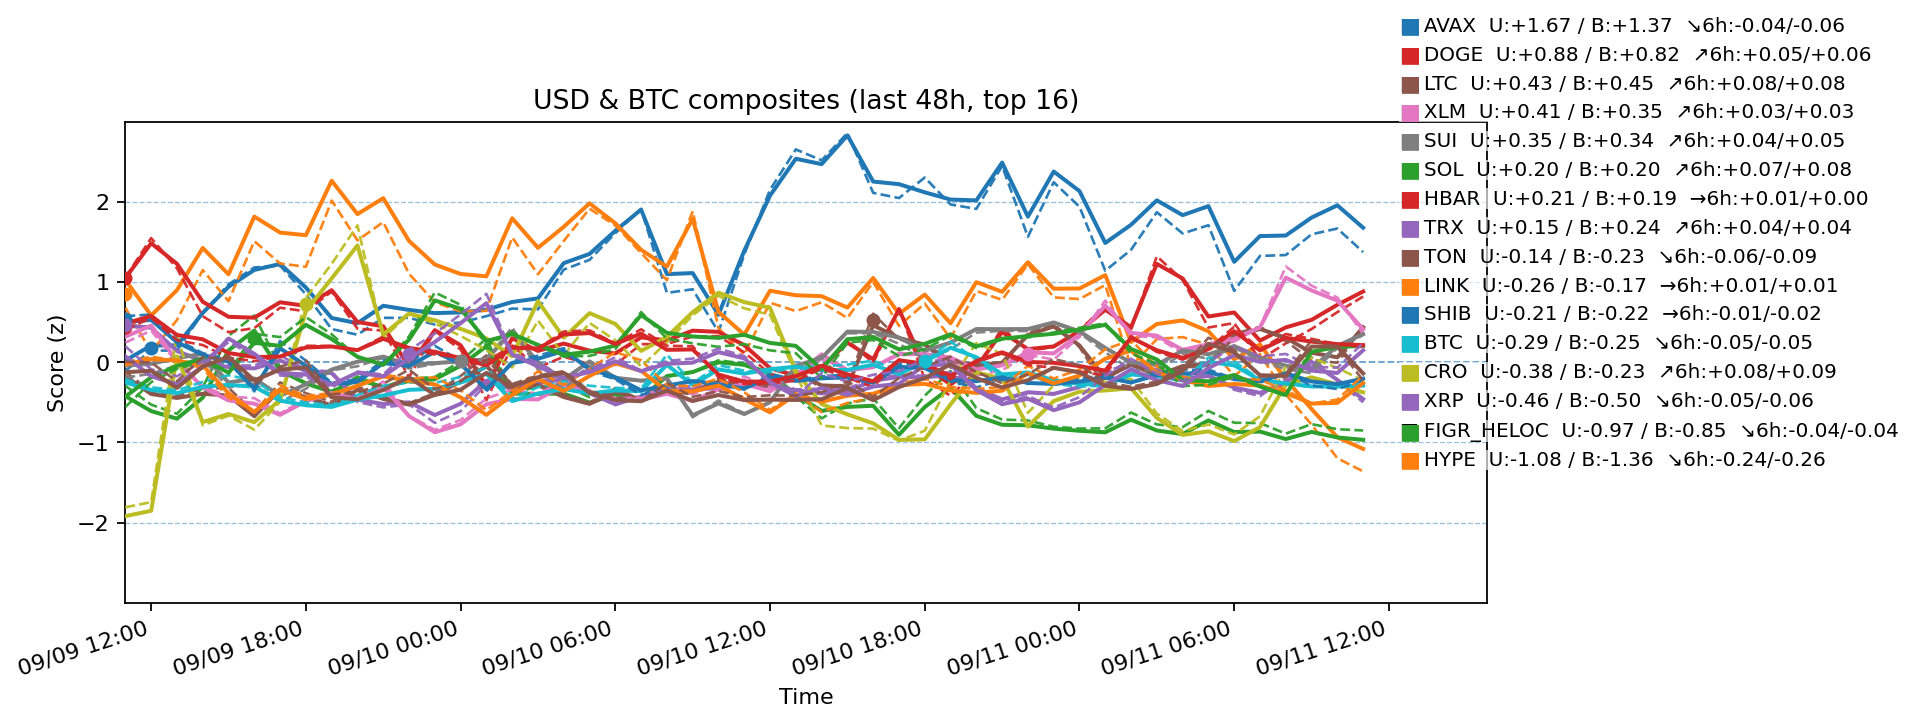 USD & BTC composites (last 48h, top 16)
AVAX U:+1.67 / B:+1.37 ↘6h:-0.04/-0.06
DOGE U:+0.88 / B:+0.82 ↗6h:+0.05/+0.06
LTC U:+0.43 / B:+0.45 ↗6h:+0.08/+0.08
XLM U:+0.41 / B:+0.35 ↗6h:+0.03/+0.03
SUI U:+0.35 / B:+0.34 ↗6h:+0.04/+0.05
SOL U:+0.20 / B:+0.20 ↗6h:+0.07/+0.08
HBAR U:+0.21 / B:+0.19 →6h:+0.01/+0.00
TRX U:+0.15 / B:+0.24 ↗6h:+0.04/+0.04
TON U:-0.14 / B:-0.23 ↘6h:-0.06/-0.09
LINK U:-0.26 / B:-0.17 →6h:+0.01/+0.01
SHIB U:-0.21 / B:-0.22 →6h:-0.01/-0.02
BTC U:-0.29 / B:-0.25 ↘6h:-0.05/-0.05
CRO U:-0.38 / B:-0.23 ↗6h:+0.08/+0.09
XRP U:-0.46 / B:-0.50 ↘6h:-0.05/-0.06
FIGR_HELOC U:-0.97 / B:-0.85 ↘6h:-0.04/-0.04
HYPE U:-1.08 / B:-1.36 ↘6h:-0.24/-0.26
Score (z)
2
1
0
−1
−2
09/09 12:00
09/09 18:00
09/10 00:00
09/10 06:00
09/10 12:00
09/10 18:00
09/11 00:00
09/11 06:00
09/11 12:00
Time